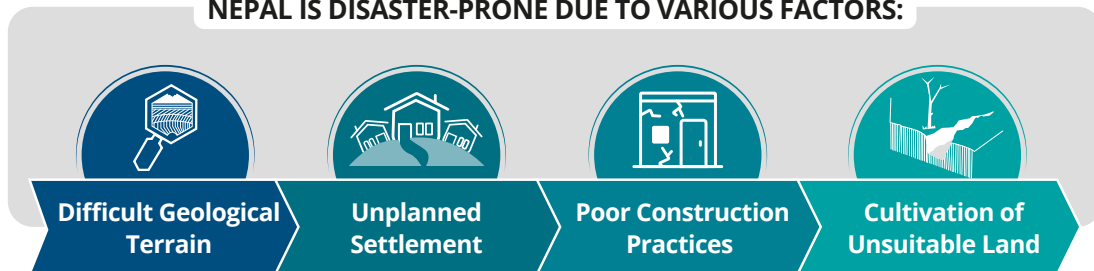 NEPAL IS DISASTER-PRONE DUE TO VARIOUS FACTORS:
Difficult Geological
Terrain
Unplanned
Settlement
Poor Construction
Practices
Cultivation of
Unsuitable Land